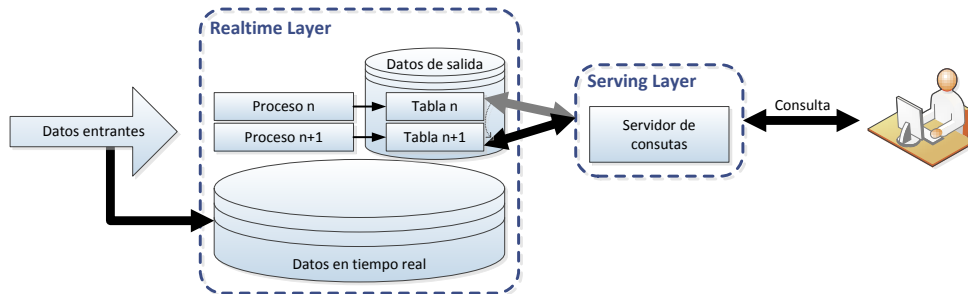 Realtime Layer
Datos de salida
Serving Layer
Proceso n
Tabla n
Consulta
Datos entrantes
Proceso n+1
Tabla n+1
Servidor de
consutas
Datos en tiempo real